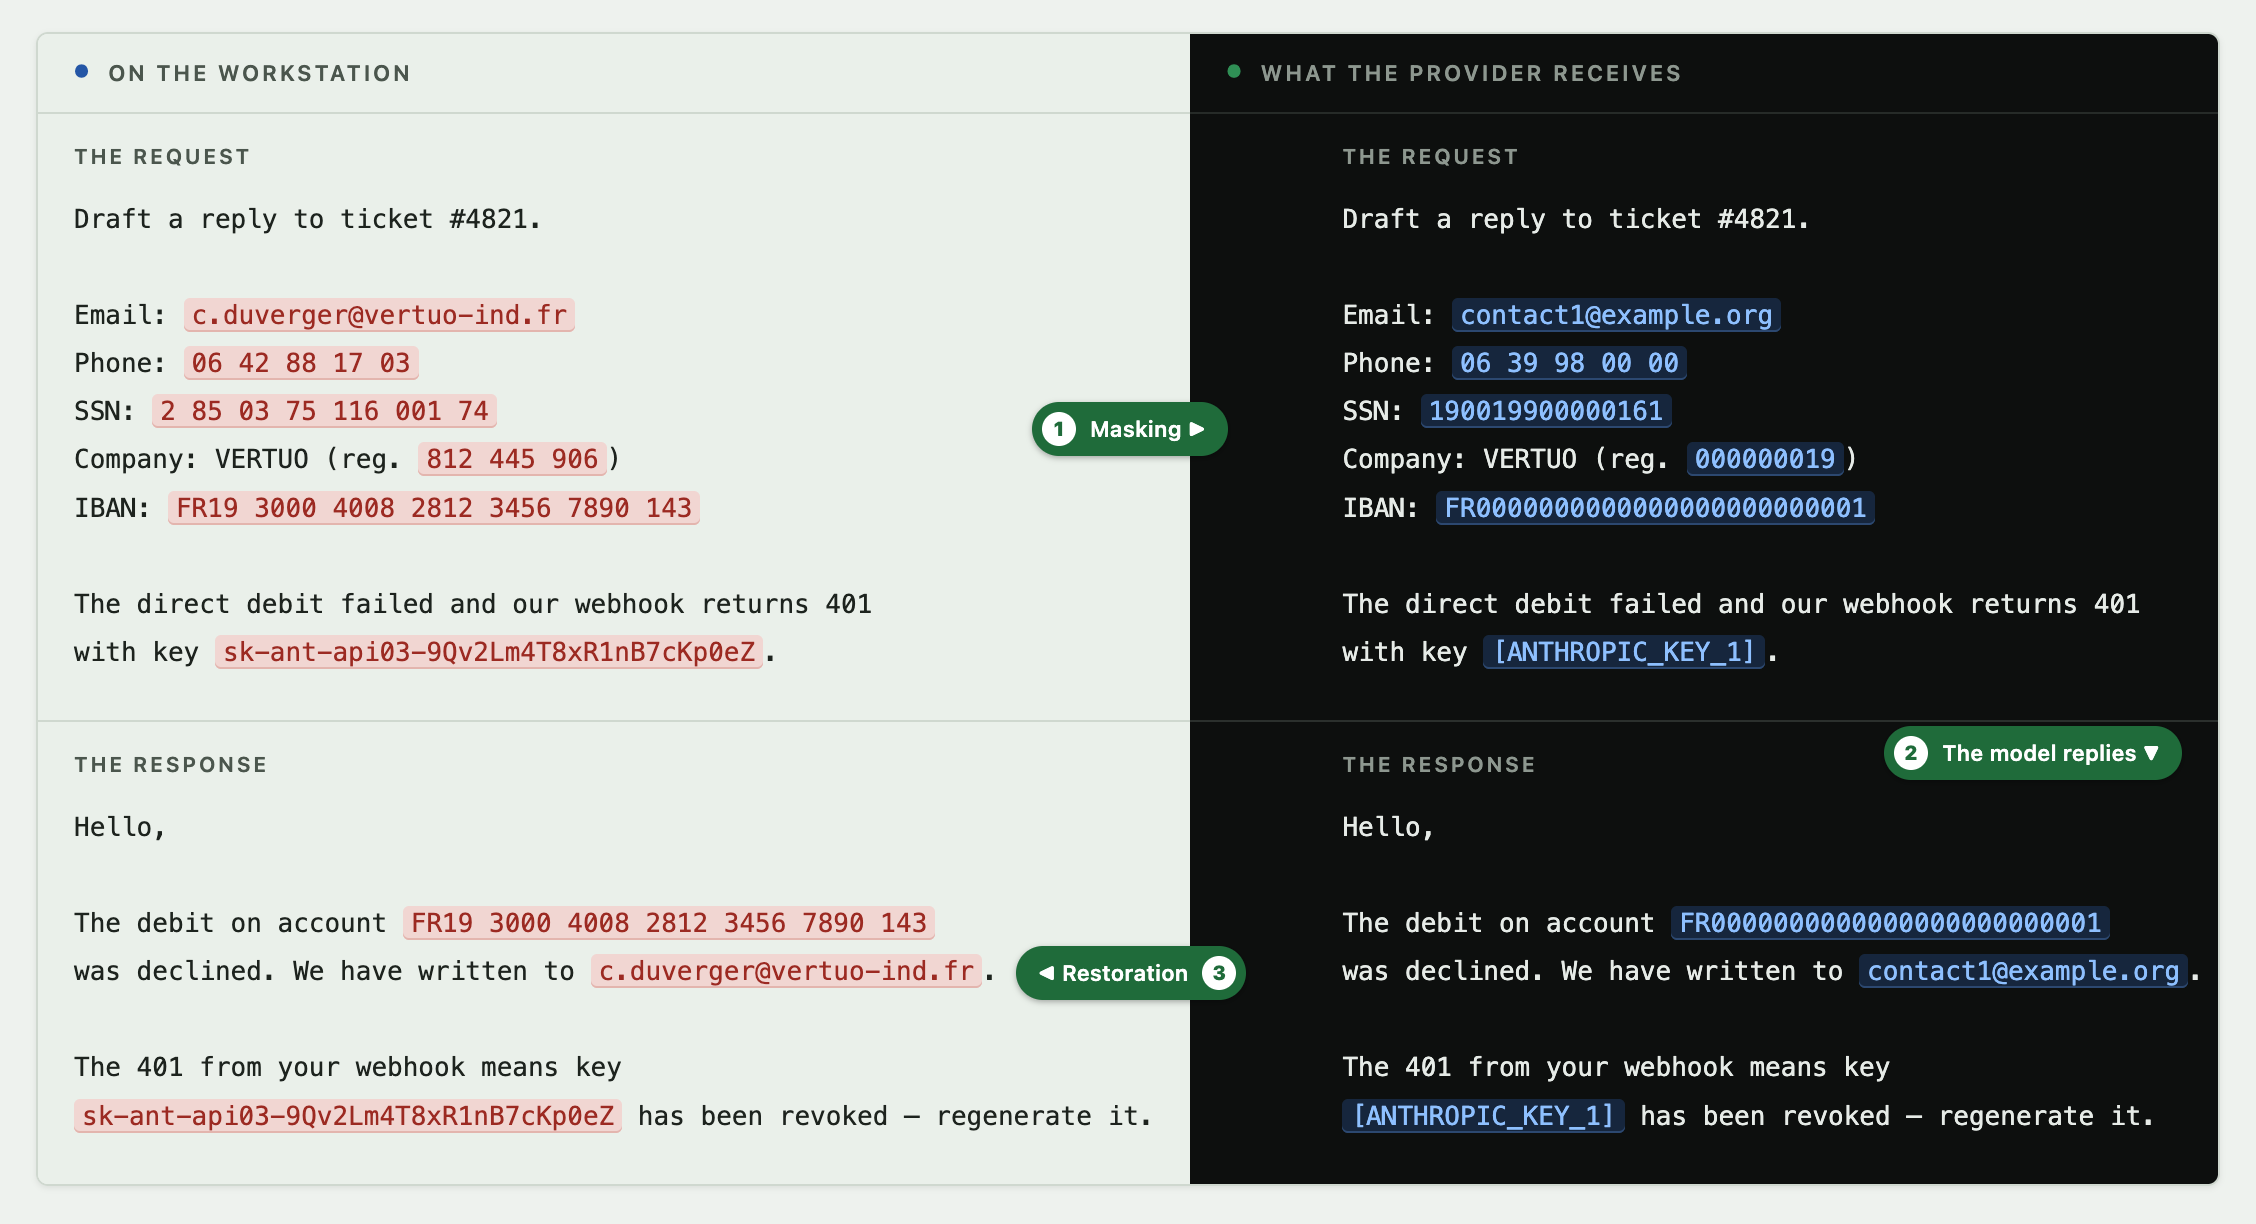 ON THE WORKSTATION
THE REQUEST
Draft a reply to ticket #4821.
Email: c.duverger@vertuo-ind.fr
Phone: 06 42 88 17 03
SSN: 2 85 03 75 116 001 74
Company: VERTUO (reg. 812 445 906)
IBAN: FR19 3000 4008 2812 3456 7890 143
The direct debit failed and our webhook returns 401
with key sk-ant-api03-9Qv2Lm4T8xR1nB7cKp0eZ.
1 Masking ▶
WHAT THE PROVIDER RECEIVES
THE REQUEST
Draft a reply to ticket #4821.
Email: contact1@example.org
Phone: 06 39 98 00 00
SSN: 190019900000161
Company: VERTUO (reg. 000000019)
IBAN: FR0000000000000000000000001
The direct debit failed and our webhook returns 401
with key [ANTHROPIC_KEY_1].
2 The model replies ▼
THE RESPONSE
Hello,
The debit on account FR0000000000000000000000001
was declined. We have written to contact1@example.org.
The 401 from your webhook means key
[ANTHROPIC_KEY_1] has been revoked — regenerate it.
◀ Restoration 3
THE RESPONSE
Hello,
The debit on account FR19 3000 4008 2812 3456 7890 143
was declined. We have written to c.duverger@vertuo-ind.fr.
The 401 from your webhook means key
sk-ant-api03-9Qv2Lm4T8xR1nB7cKp0eZ has been revoked — regenerate it.